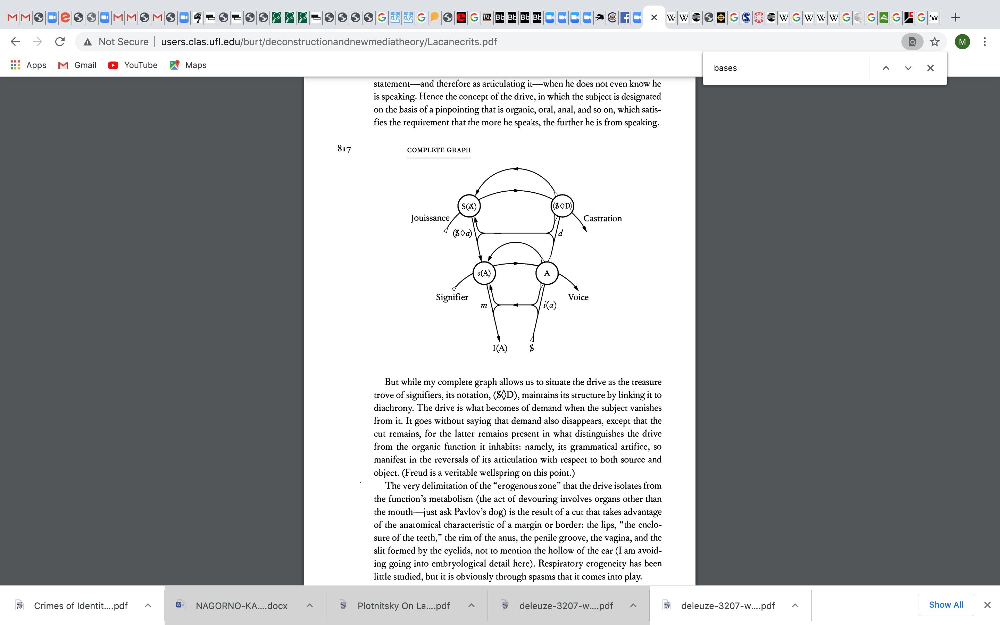 Not Secure users.clas.ufl.edu/burt/deconstructionandnewmediatheory/Lacanecrits.pdf M
Apps Gmail YouTube Maps
bases
statement—and therefore as articulating it—when he does not even know he
is speaking. Hence the concept of the drive, in which the subject is designated
on the basis of a pinpointing that is organic, oral, anal, and so on, which satis-
fies the requirement that the more he speaks, the further he is from speaking.
817 COMPLETE GRAPH
S(Ⱥ) ($◊D)
Jouissance Castration
($◊a) d
s(A) A
Signifier Voice
m i(a)
I(A) $
But while my complete graph allows us to situate the drive as the treasure
trove of signifiers, its notation, ($◊D), maintains its structure by linking it to
diachrony. The drive is what becomes of demand when the subject vanishes
from it. It goes without saying that demand also disappears, except that the
cut remains, for the latter remains present in what distinguishes the drive
from the organic function it inhabits: namely, its grammatical artifice, so
manifest in the reversals of its articulation with respect to both source and
object. (Freud is a veritable wellspring on this point.)
The very delimitation of the “erogenous zone” that the drive isolates from
the function’s metabolism (the act of devouring involves organs other than
the mouth—just ask Pavlov’s dog) is the result of a cut that takes advantage
of the anatomical characteristic of a margin or border: the lips, “the enclo-
sure of the teeth,” the rim of the anus, the penile groove, the vagina, and the
slit formed by the eyelids, not to mention the hollow of the ear (I am avoid-
ing going into embryological detail here). Respiratory erogeneity has been
little studied, but it is obviously through spasms that it comes into play.
Crimes of Identit....pdf NAGORNO-KA....docx Plotnitsky On La....pdf deleuze-3207-w....pdf deleuze-3207-w....pdf Show All